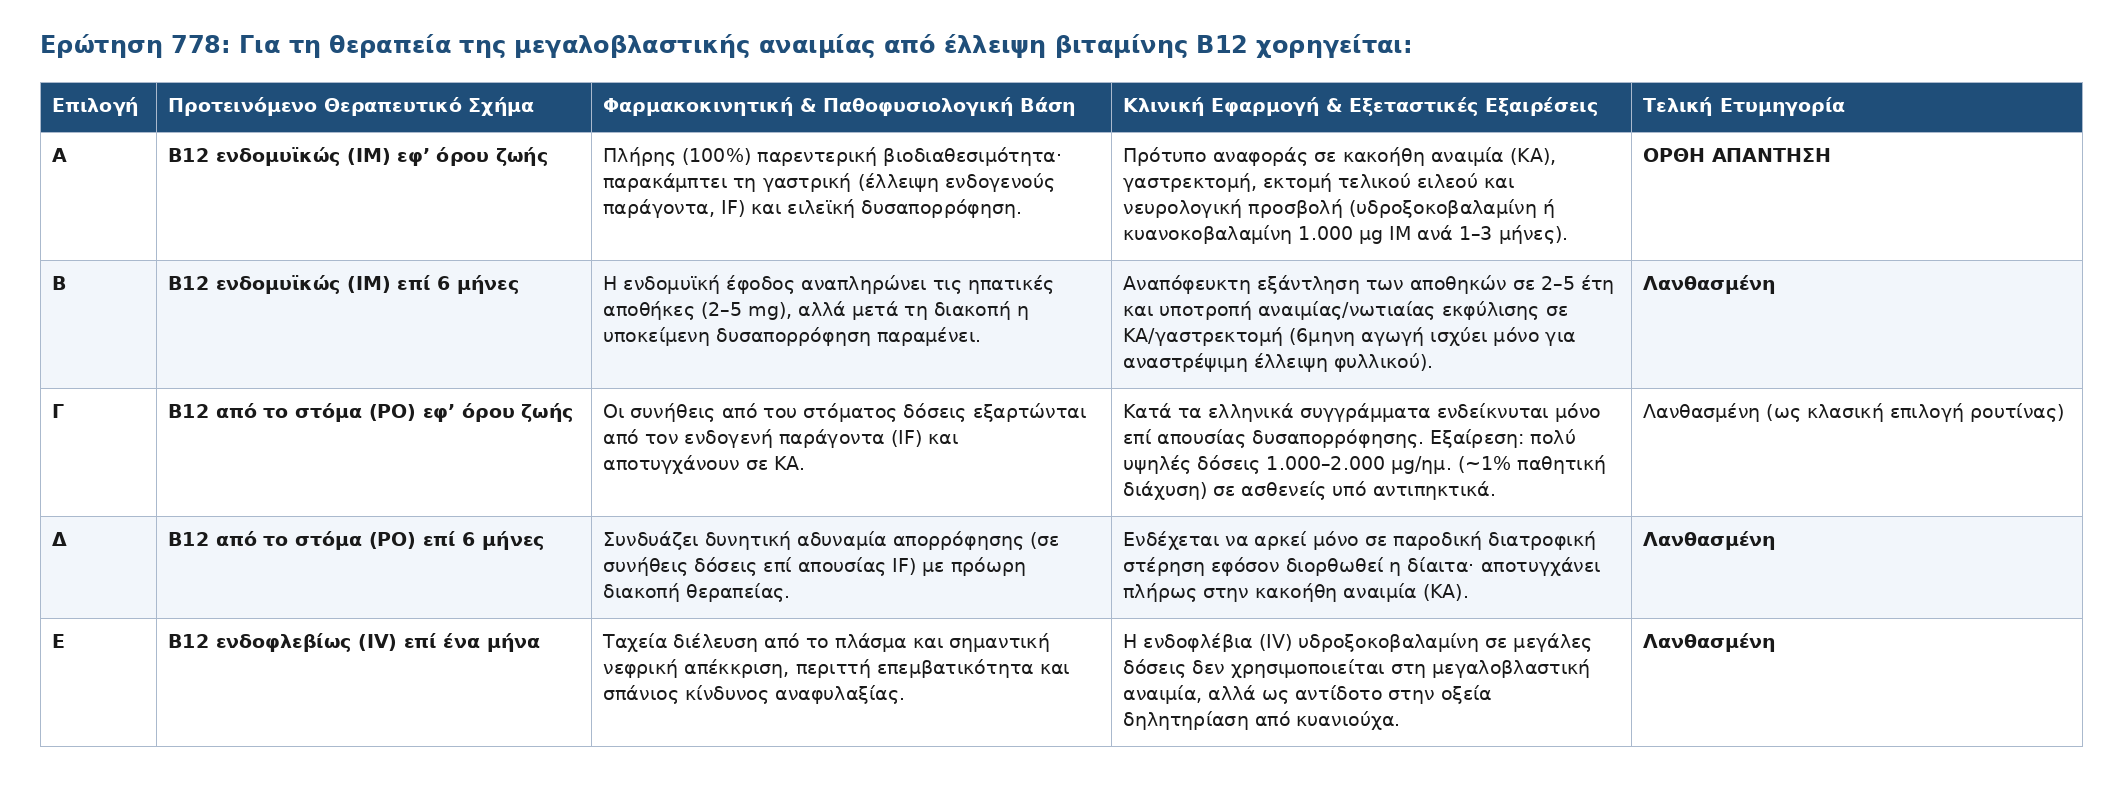 Ερώτηση 778: Για τη θεραπεία της μεγαλοβλαστικής αναιμίας από έλλειψη βιταμίνης Β12 χορηγείται:
Επιλογή
Προτεινόμενο Θεραπευτικό Σχήμα
Φαρμακοκινητική & Παθοφυσιολογική Βάση
Κλινική Εφαρμογή & Εξεταστικές Εξαιρέσεις
Τελική Ετυμηγορία
Α
Β12 ενδομυϊκώς (IM) εφ’ όρου ζωής
Πλήρης (100%) παρεντερική βιοδιαθεσιμότητα·
παρακάμπτει τη γαστρική (έλλειψη ενδογενούς
παράγοντα, IF) και ειλεϊκή δυσαπορρόφηση.
Πρότυπο αναφοράς σε κακοήθη αναιμία (ΚΑ),
γαστρεκτομή, εκτομή τελικού ειλεού και
νευρολογική προσβολή (υδροξοκοβαλαμίνη ή
κυανοκοβαλαμίνη 1.000 μg IM ανά 1–3 μήνες).
ΟΡΘΗ ΑΠΑΝΤΗΣΗ
Β
Β12 ενδομυϊκώς (IM) επί 6 μήνες
Η ενδομυϊκή έφοδος αναπληρώνει τις ηπατικές
αποθήκες (2–5 mg), αλλά μετά τη διακοπή η
υποκείμενη δυσαπορρόφηση παραμένει.
Αναπόφευκτη εξάντληση των αποθηκών σε 2–5 έτη
και υποτροπή αναιμίας/νωτιαίας εκφύλισης σε
ΚΑ/γαστρεκτομή (6μηνη αγωγή ισχύει μόνο για
αναστρέψιμη έλλειψη φυλλικού).
Λανθασμένη
Γ
Β12 από το στόμα (PO) εφ’ όρου ζωής
Οι συνήθεις από του στόματος δόσεις εξαρτώνται
από τον ενδογενή παράγοντα (IF) και
αποτυγχάνουν σε ΚΑ.
Κατά τα ελληνικά συγγράμματα ενδείκνυται μόνο
επί απουσίας δυσαπορρόφησης. Εξαίρεση: πολύ
υψηλές δόσεις 1.000–2.000 μg/ημ. (~1% παθητική
διάχυση) σε ασθενείς υπό αντιπηκτικά.
Λανθασμένη (ως κλασική επιλογή ρουτίνας)
Δ
Β12 από το στόμα (PO) επί 6 μήνες
Συνδυάζει δυνητική αδυναμία απορρόφησης (σε
συνήθεις δόσεις επί απουσίας IF) με πρόωρη
διακοπή θεραπείας.
Ενδέχεται να αρκεί μόνο σε παροδική διατροφική
στέρηση εφόσον διορθωθεί η δίαιτα· αποτυγχάνει
πλήρως στην κακοήθη αναιμία (ΚΑ).
Λανθασμένη
Ε
Β12 ενδοφλεβίως (IV) επί ένα μήνα
Ταχεία διέλευση από το πλάσμα και σημαντική
νεφρική απέκκριση, περιττή επεμβατικότητα και
σπάνιος κίνδυνος αναφυλαξίας.
Η ενδοφλέβια (IV) υδροξοκοβαλαμίνη σε μεγάλες
δόσεις δεν χρησιμοποιείται στη μεγαλοβλαστική
αναιμία, αλλά ως αντίδοτο στην οξεία
δηλητηρίαση από κυανιούχα.
Λανθασμένη